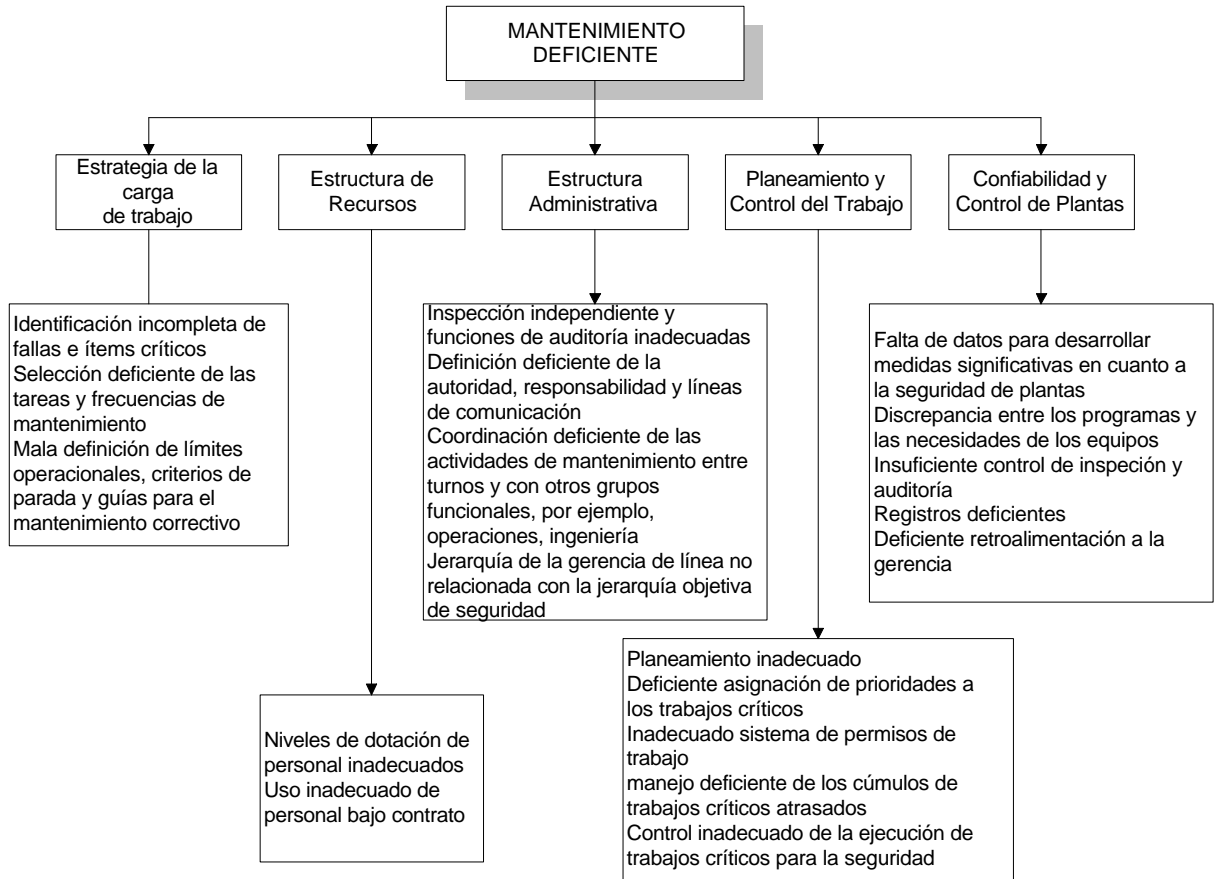 MANTENIMIENTO
DEFICIENTE
Estrategia de la
carga
de trabajo
Estructura de
Recursos
Estructura
Administrativa
Planeamiento y
Control del Trabajo
Confiabilidad y
Control de Plantas
Identificación incompleta de
fallas e ítems críticos
Selección deficiente de las
tareas y frecuencias de
mantenimiento
Mala definición de límites
operacionales, criterios de
parada y guías para el
mantenimiento correctivo
Inspección independiente y
funciones de auditoría inadecuadas
Definición deficiente de la
autoridad, responsabilidad y líneas
de comunicación
Coordinación deficiente de las
actividades de mantenimiento entre
turnos y con otros grupos
funcionales, por ejemplo,
operaciones, ingeniería
Jerarquía de la gerencia de línea no
relacionada con la jerarquía objetiva
de seguridad
Falta de datos para desarrollar
medidas significativas en cuanto a
la seguridad de plantas
Discrepancia entre los programas y
las necesidades de los equipos
Insuficiente control de inspeción y
auditoría
Registros deficientes
Deficiente retroalimentación a la
gerencia
Niveles de dotación de
personal inadecuados
Uso inadecuado de
personal bajo contrato
Planeamiento inadecuado
Deficiente asignación de prioridades a
los trabajos críticos
Inadecuado sistema de permisos de
trabajo
manejo deficiente de los cúmulos de
trabajos críticos atrasados
Control inadecuado de la ejecución de
trabajos críticos para la seguridad